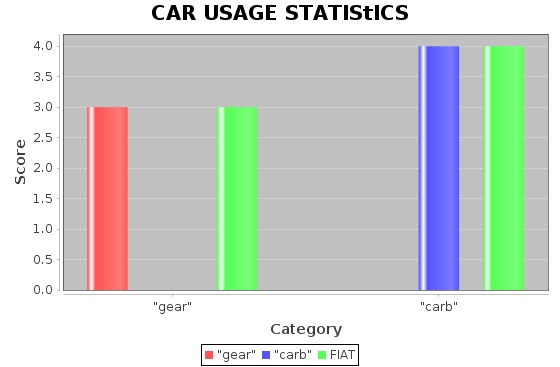 CAR USAGE STATIStICS
4.0
3.5
3.0
2.5
2.0
1.5
1.0
0.5
0.0
Score
"gear" "carb"
Category
"gear" "carb" FIAT